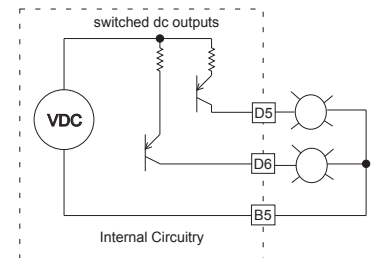 switched dc outputs
VDC
D5
D6
B5
Internal Circuitry